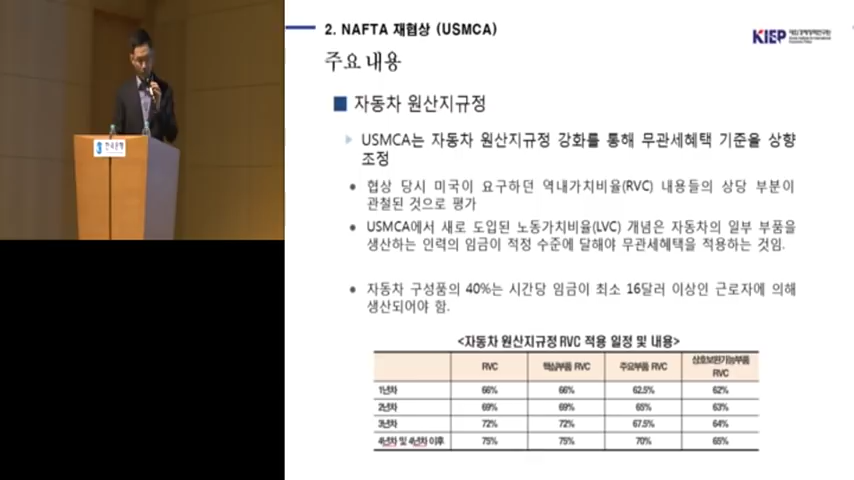 2. NAFTA 재협상 (USMCA)
KIEP 대외경제정책연구원
주요 내용
자동차 원산지규정
USMCA는 자동차 원산지규정 강화를 통해 무관세혜택 기준을 상향
조정
협상 당시 미국이 요구하던 역내가치비율(RVC) 내용들의 상당 부분이
관철된 것으로 평가
USMCA에서 새로 도입된 노동가치비율(LVC) 개념은 자동차의 일부 부품을
생산하는 인력의 임금이 적정 수준에 달해야 무관세혜택을 적용하는 것임.
자동차 구성품의 40%는 시간당 임금이 최소 16달러 이상인 근로자에 의해
생산되어야 함.
<자동차 원산지규정 RVC 적용 일정 및 내용>
RVC 핵심부품 RVC 주요부품 RVC 상호보완기능부품 RVC
1년차 66% 66% 62.5% 62%
2년차 69% 69% 65% 63%
3년차 72% 72% 67.5% 64%
4년차 및 4년차 이후 75% 75% 70% 65%
한국은행